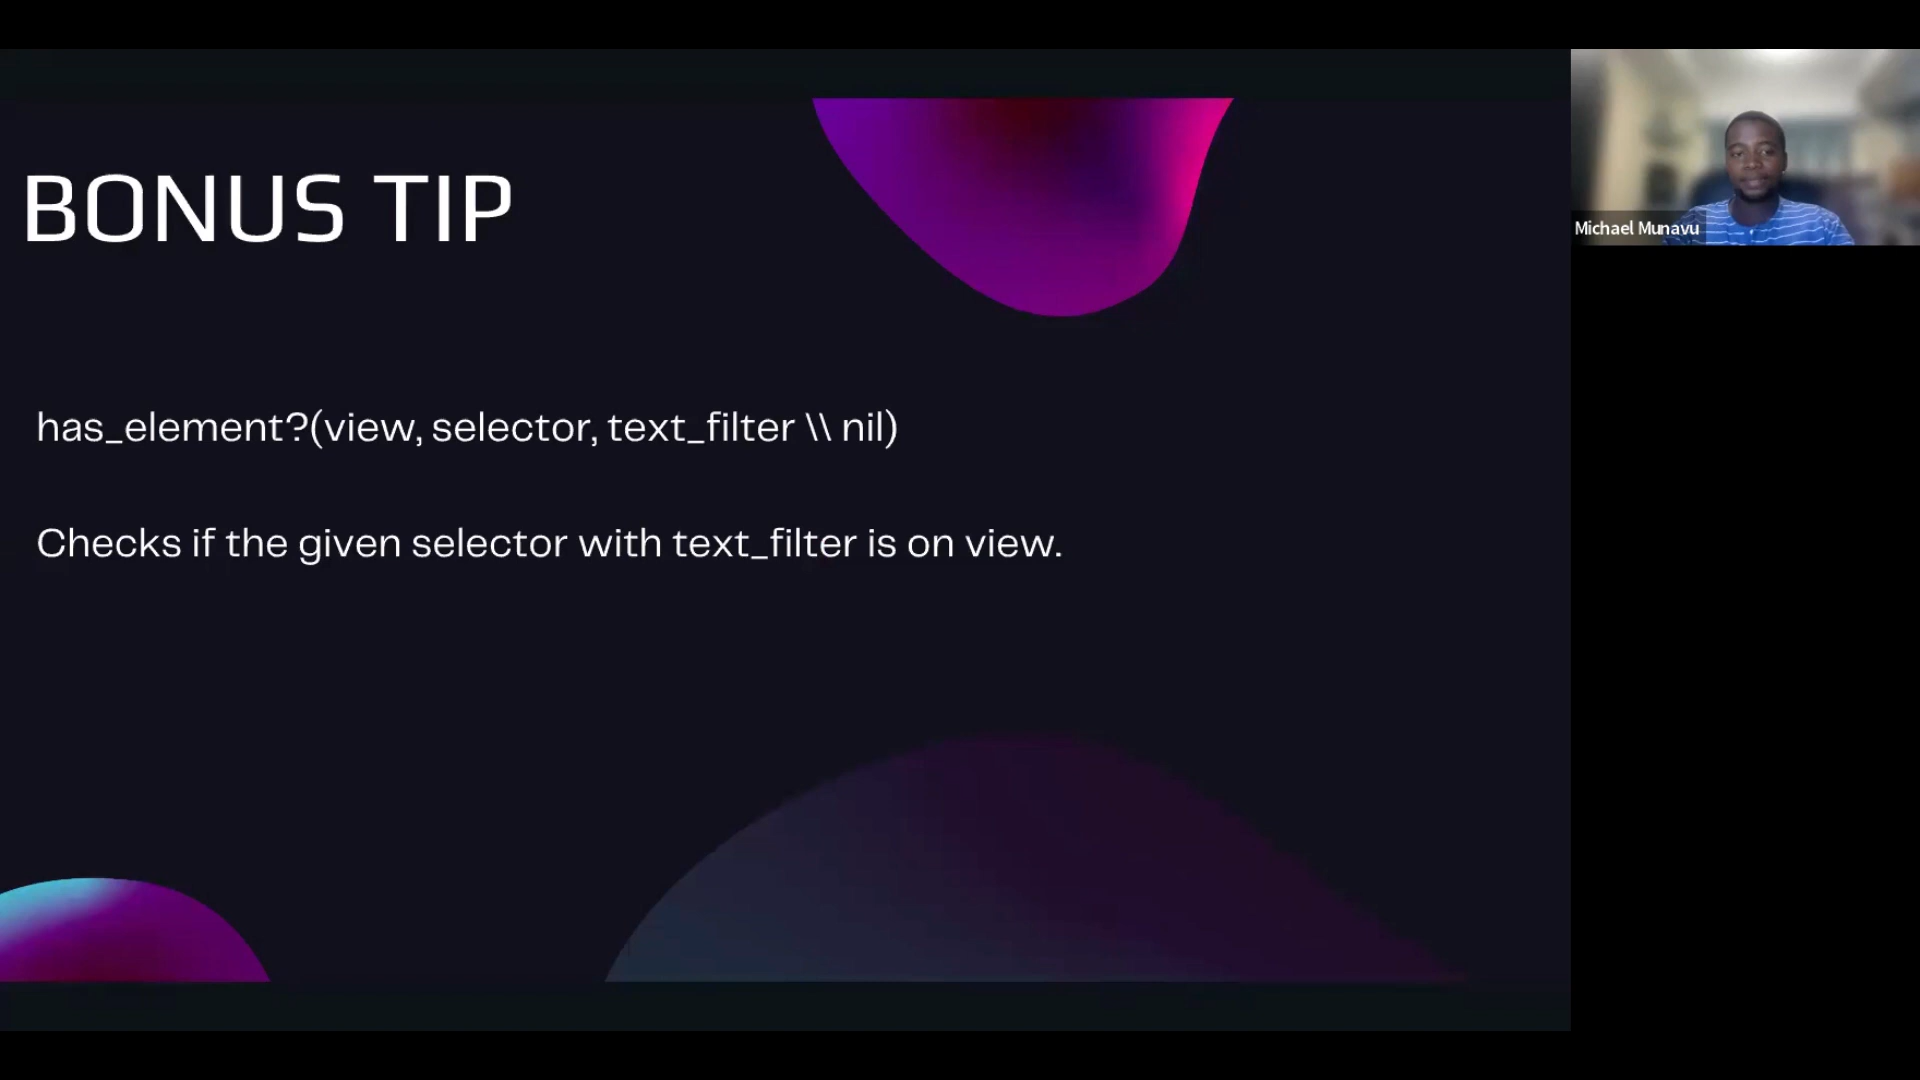 BONUS TIP
has_element?(view, selector, text_filter \\ nil)
Checks if the given selector with text_filter is on view.
Michael Munavu